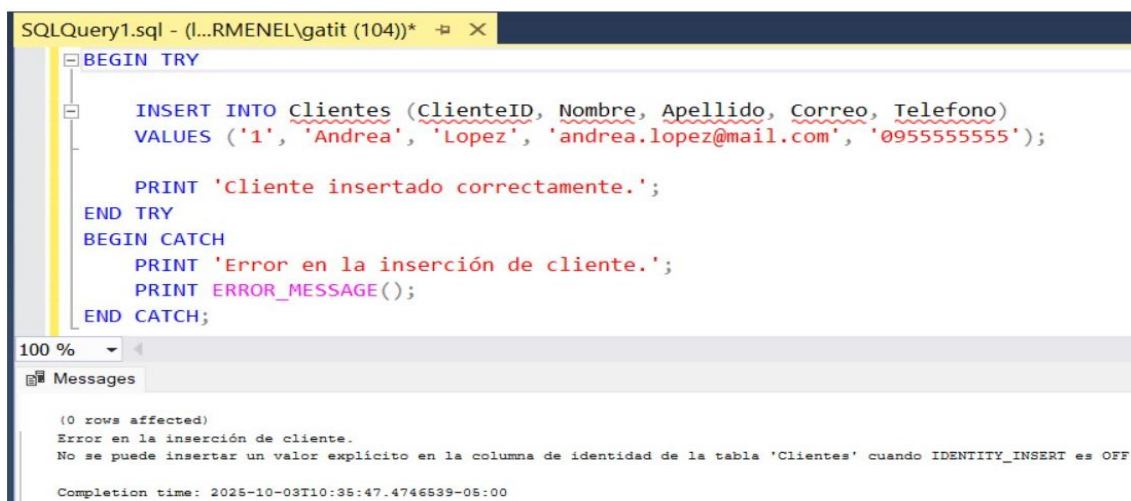 SQLQuery1.sql - (l...RMENEL\gatit (104))*
BEGIN TRY
INSERT INTO Clientes (ClienteID, Nombre, Apellido, Correo, Telefono)
VALUES ('1', 'Andrea', 'Lopez', 'andrea.lopez@mail.com', '0955555555');
PRINT 'Cliente insertado correctamente.';
END TRY
BEGIN CATCH
PRINT 'Error en la inserción de cliente.';
PRINT ERROR_MESSAGE();
END CATCH;
100 %
Messages
(0 rows affected)
Error en la inserción de cliente.
No se puede insertar un valor explícito en la columna de identidad de la tabla 'Clientes' cuando IDENTITY_INSERT es OFF
Completion time: 2025-10-03T10:35:47.4746539-05:00